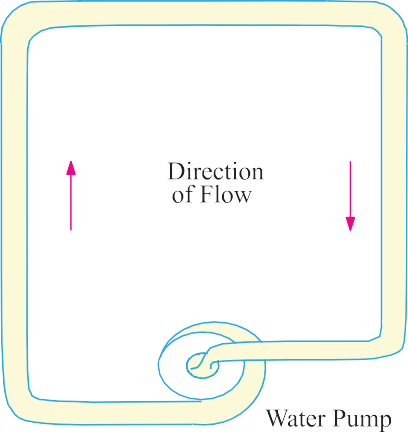 Direction
of Flow
Water Pump